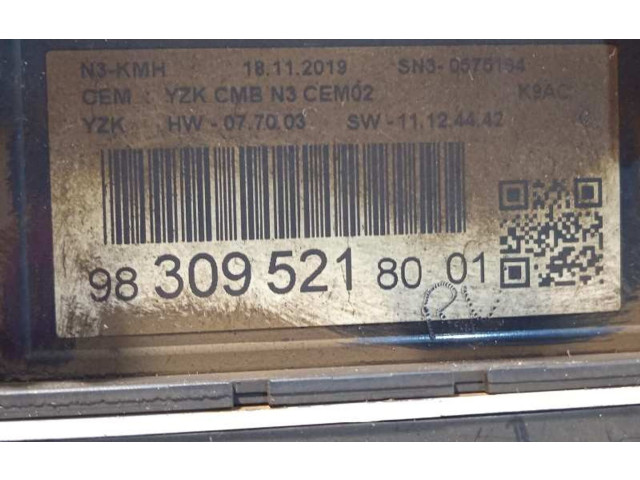 N3-KMH 18.11.2019 SN3- 0575194
CEM : YZK CMB N3 CEM02 K9AC
YZK HW - 07.70.03 SW - 11.12.44.42 C
98 309 521 80 01